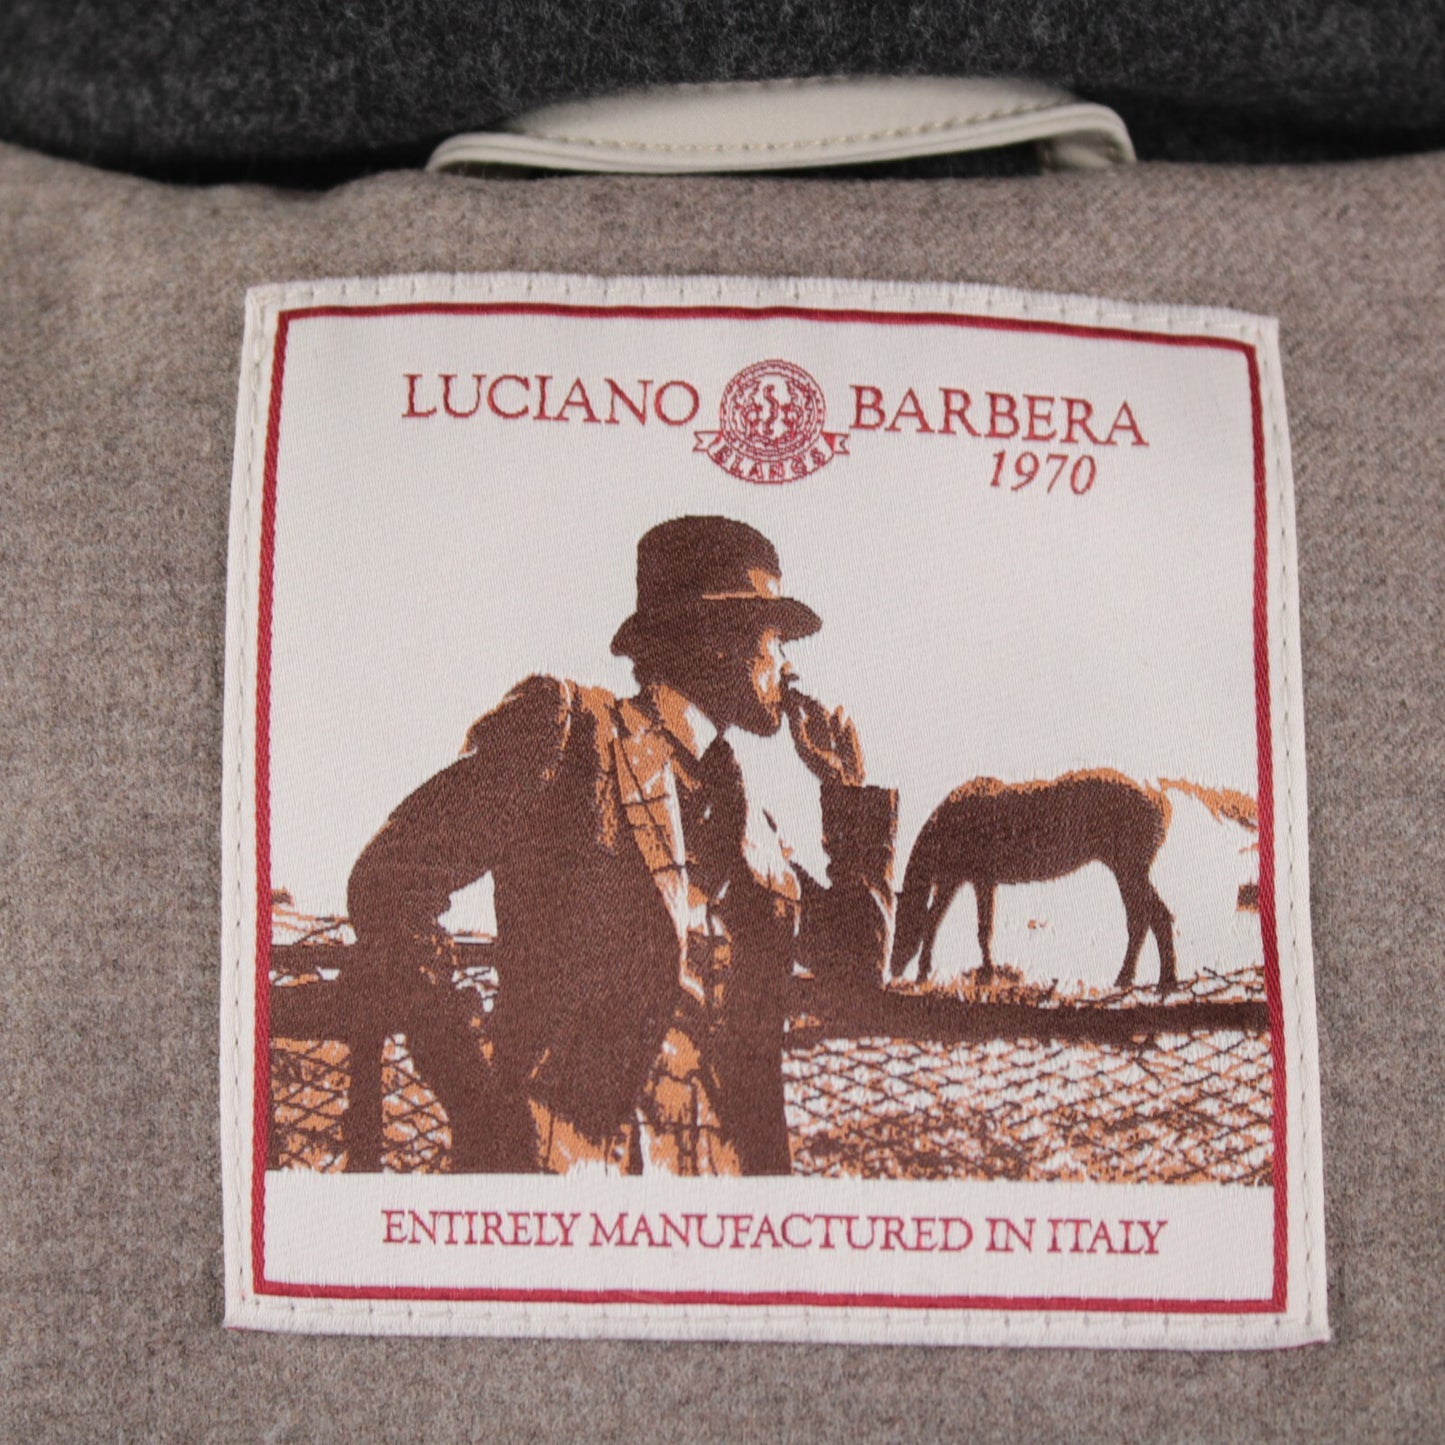 LUCIANO BARBERA
1970
ENTIRELY MANUFACTURED IN ITALY